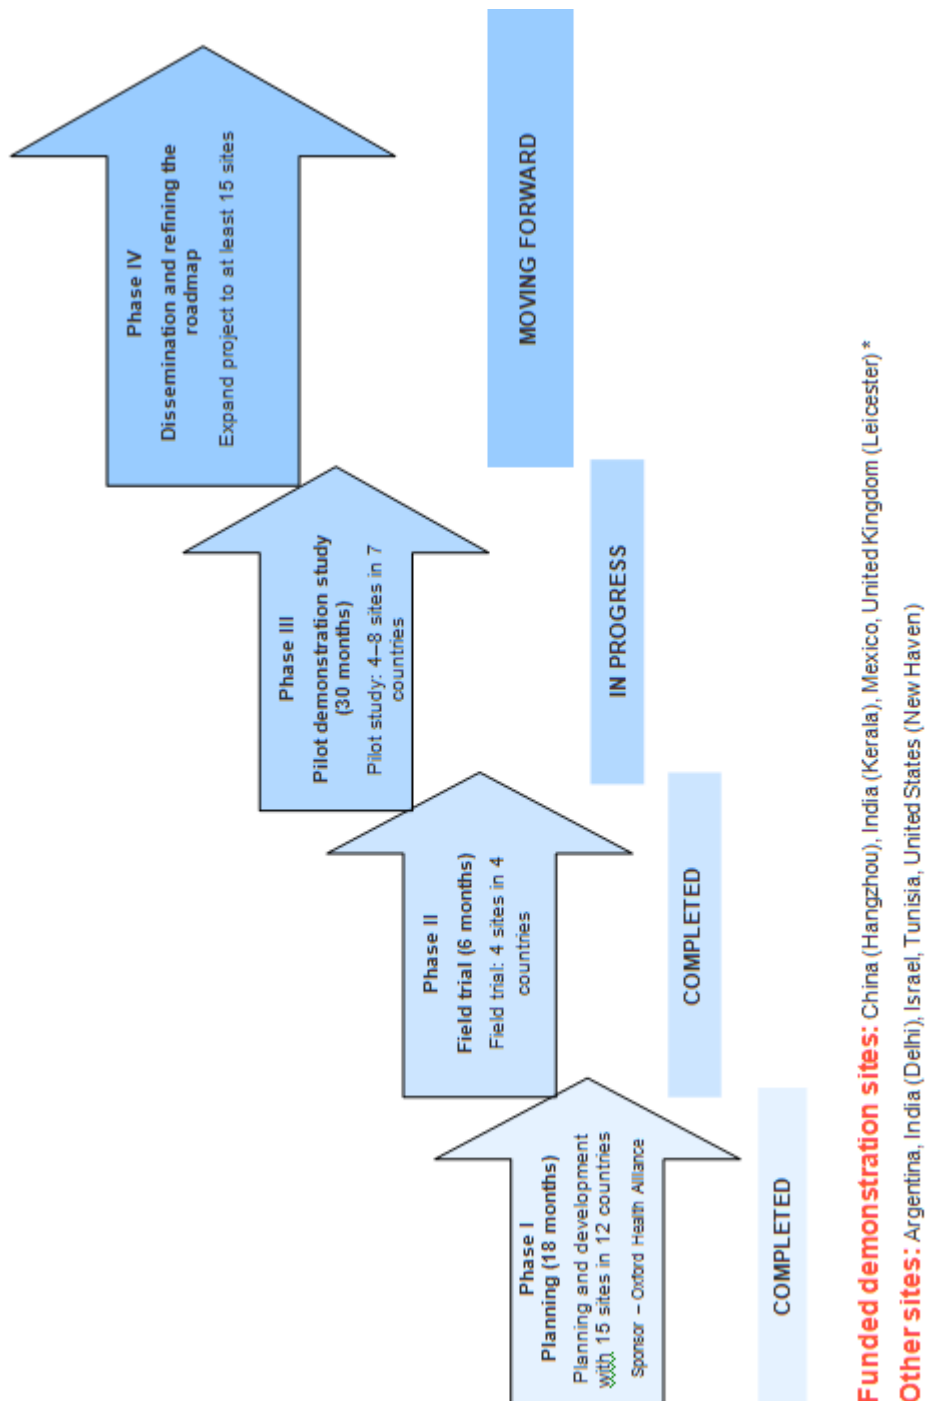 Phase I
Planning (18 months)
Planning and development
with 15 sites in 12 countries
Sponsor – Oxford Health Alliance
COMPLETED
Phase II
Field trial (6 months)
Field trial: 4 sites in 4
countries
COMPLETED
Phase III
Pilot demonstration study
(30 months)
Pilot study: 4–8 sites in 7
countries
IN PROGRESS
Phase IV
Dissemination and refining the
roadmap
Expand project to at least 15 sites
MOVING FORWARD
Funded demonstration sites: China (Hangzhou), India (Kerala), Mexico, United Kingdom (Leicester) *
Other sites: Argentina, India (Delhi), Israel, Tunisia, United States (New Haven)